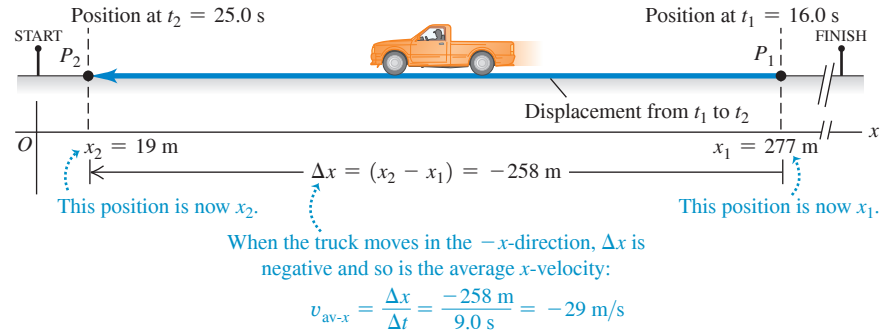 Position at t₂ = 25.0 s
Position at t₁ = 16.0 s
START
FINISH
P₂
P₁
Displacement from t₁ to t₂
O
x₂ = 19 m
x₁ = 277 m
x
Δx = (x₂ − x₁) = −258 m
This position is now x₂.
This position is now x₁.
When the truck moves in the −x-direction, Δx is
negative and so is the average x-velocity:
υ_av-x = Δx/Δt = −258 m/9.0 s = −29 m/s